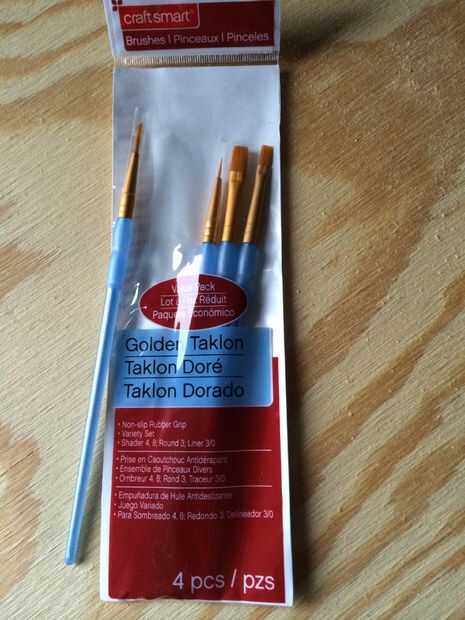 craftsmart®
Brushes | Pinceaux | Pinceles
Value Pack
Lot à Prix Réduit
Paquete Económico
Golden Taklon
Taklon Doré
Taklon Dorado
• Non-slip Rubber Grip
• Variety Set
• Shader 4, 8; Round 3; Liner 3/0
• Prise en Caoutchouc Antidérapant
• Ensemble de Pinceaux Divers
• Ombreur 4, 8; Rond 3; Traceur 3/0
• Empuñadura de Hule Antideslizante
• Juego Variado
• Para Sombreado 4, 8; Redondo 3; Delineador 3/0
4 pcs / pzs